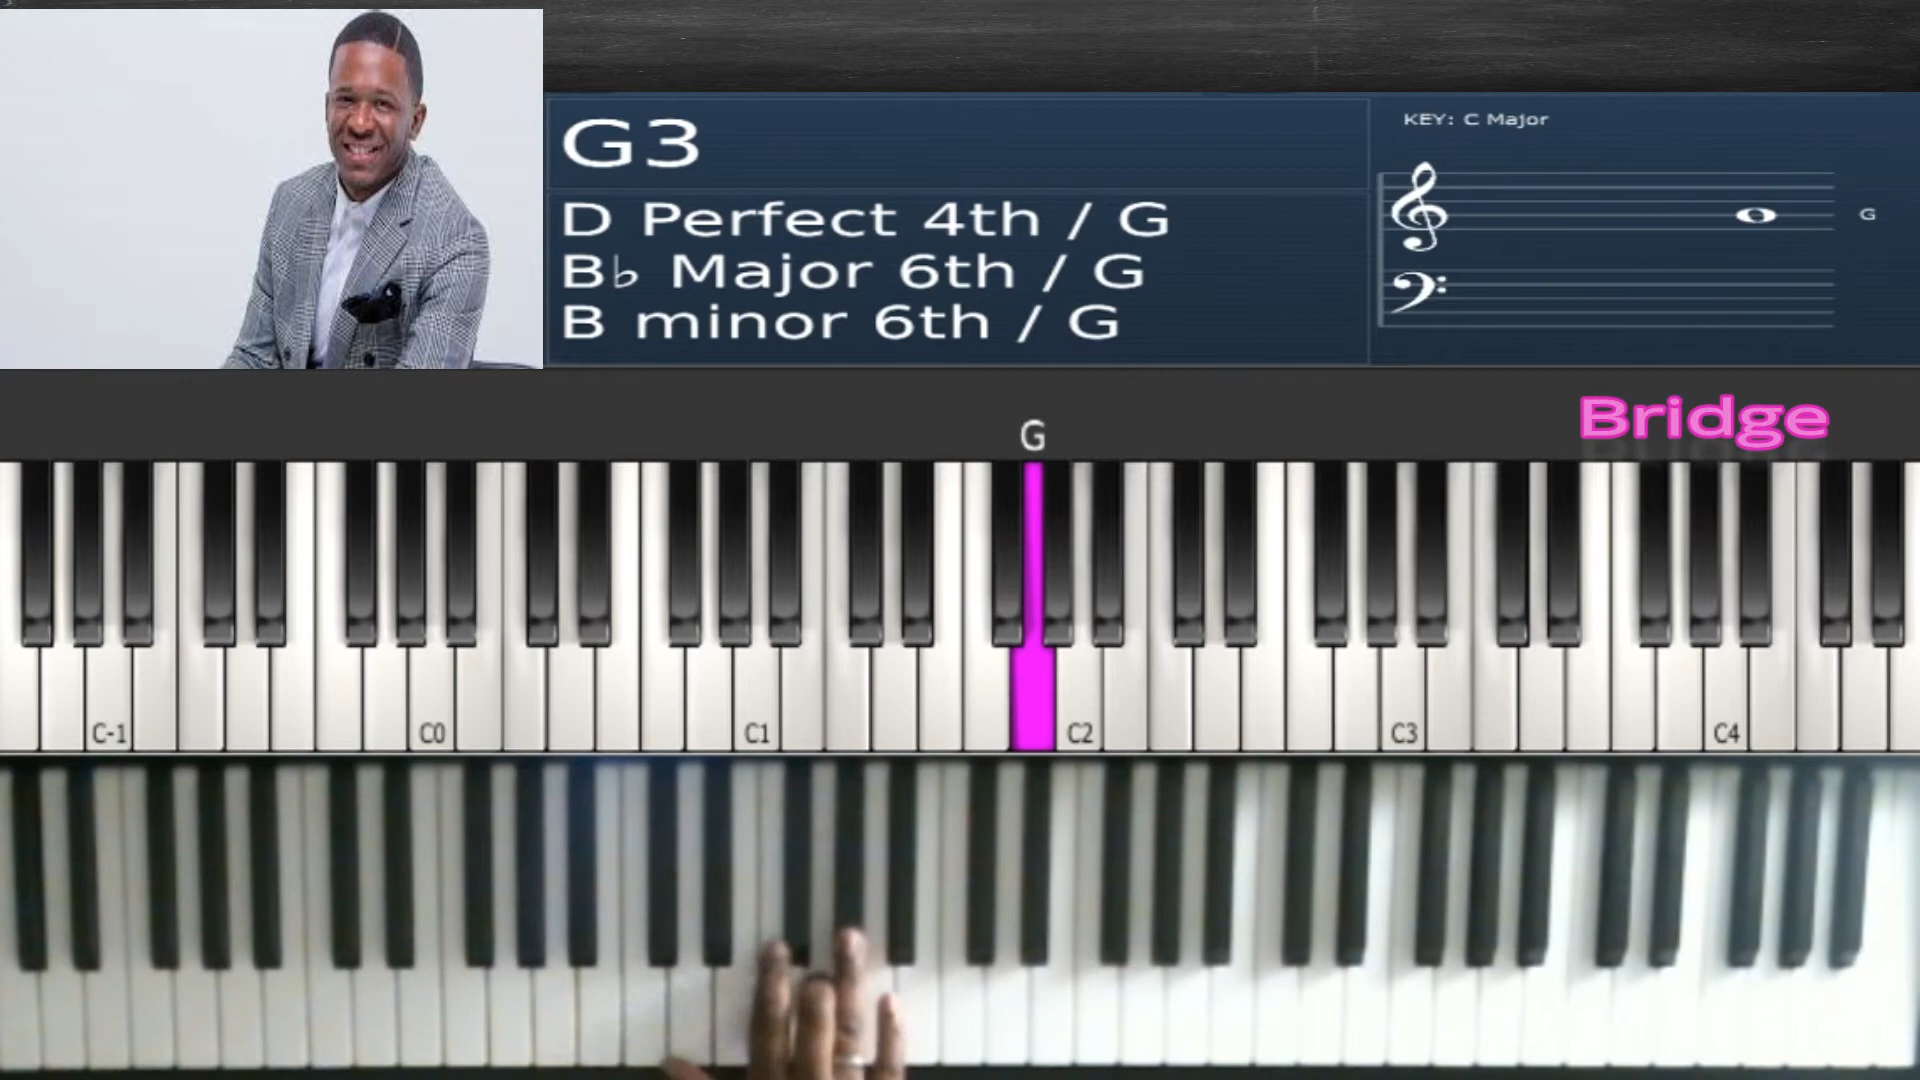 G3
D Perfect 4th / G
B♭ Major 6th / G
B minor 6th / G
KEY: C Major
G
Bridge
G
C-1
C0
C1
C2
C3
C4